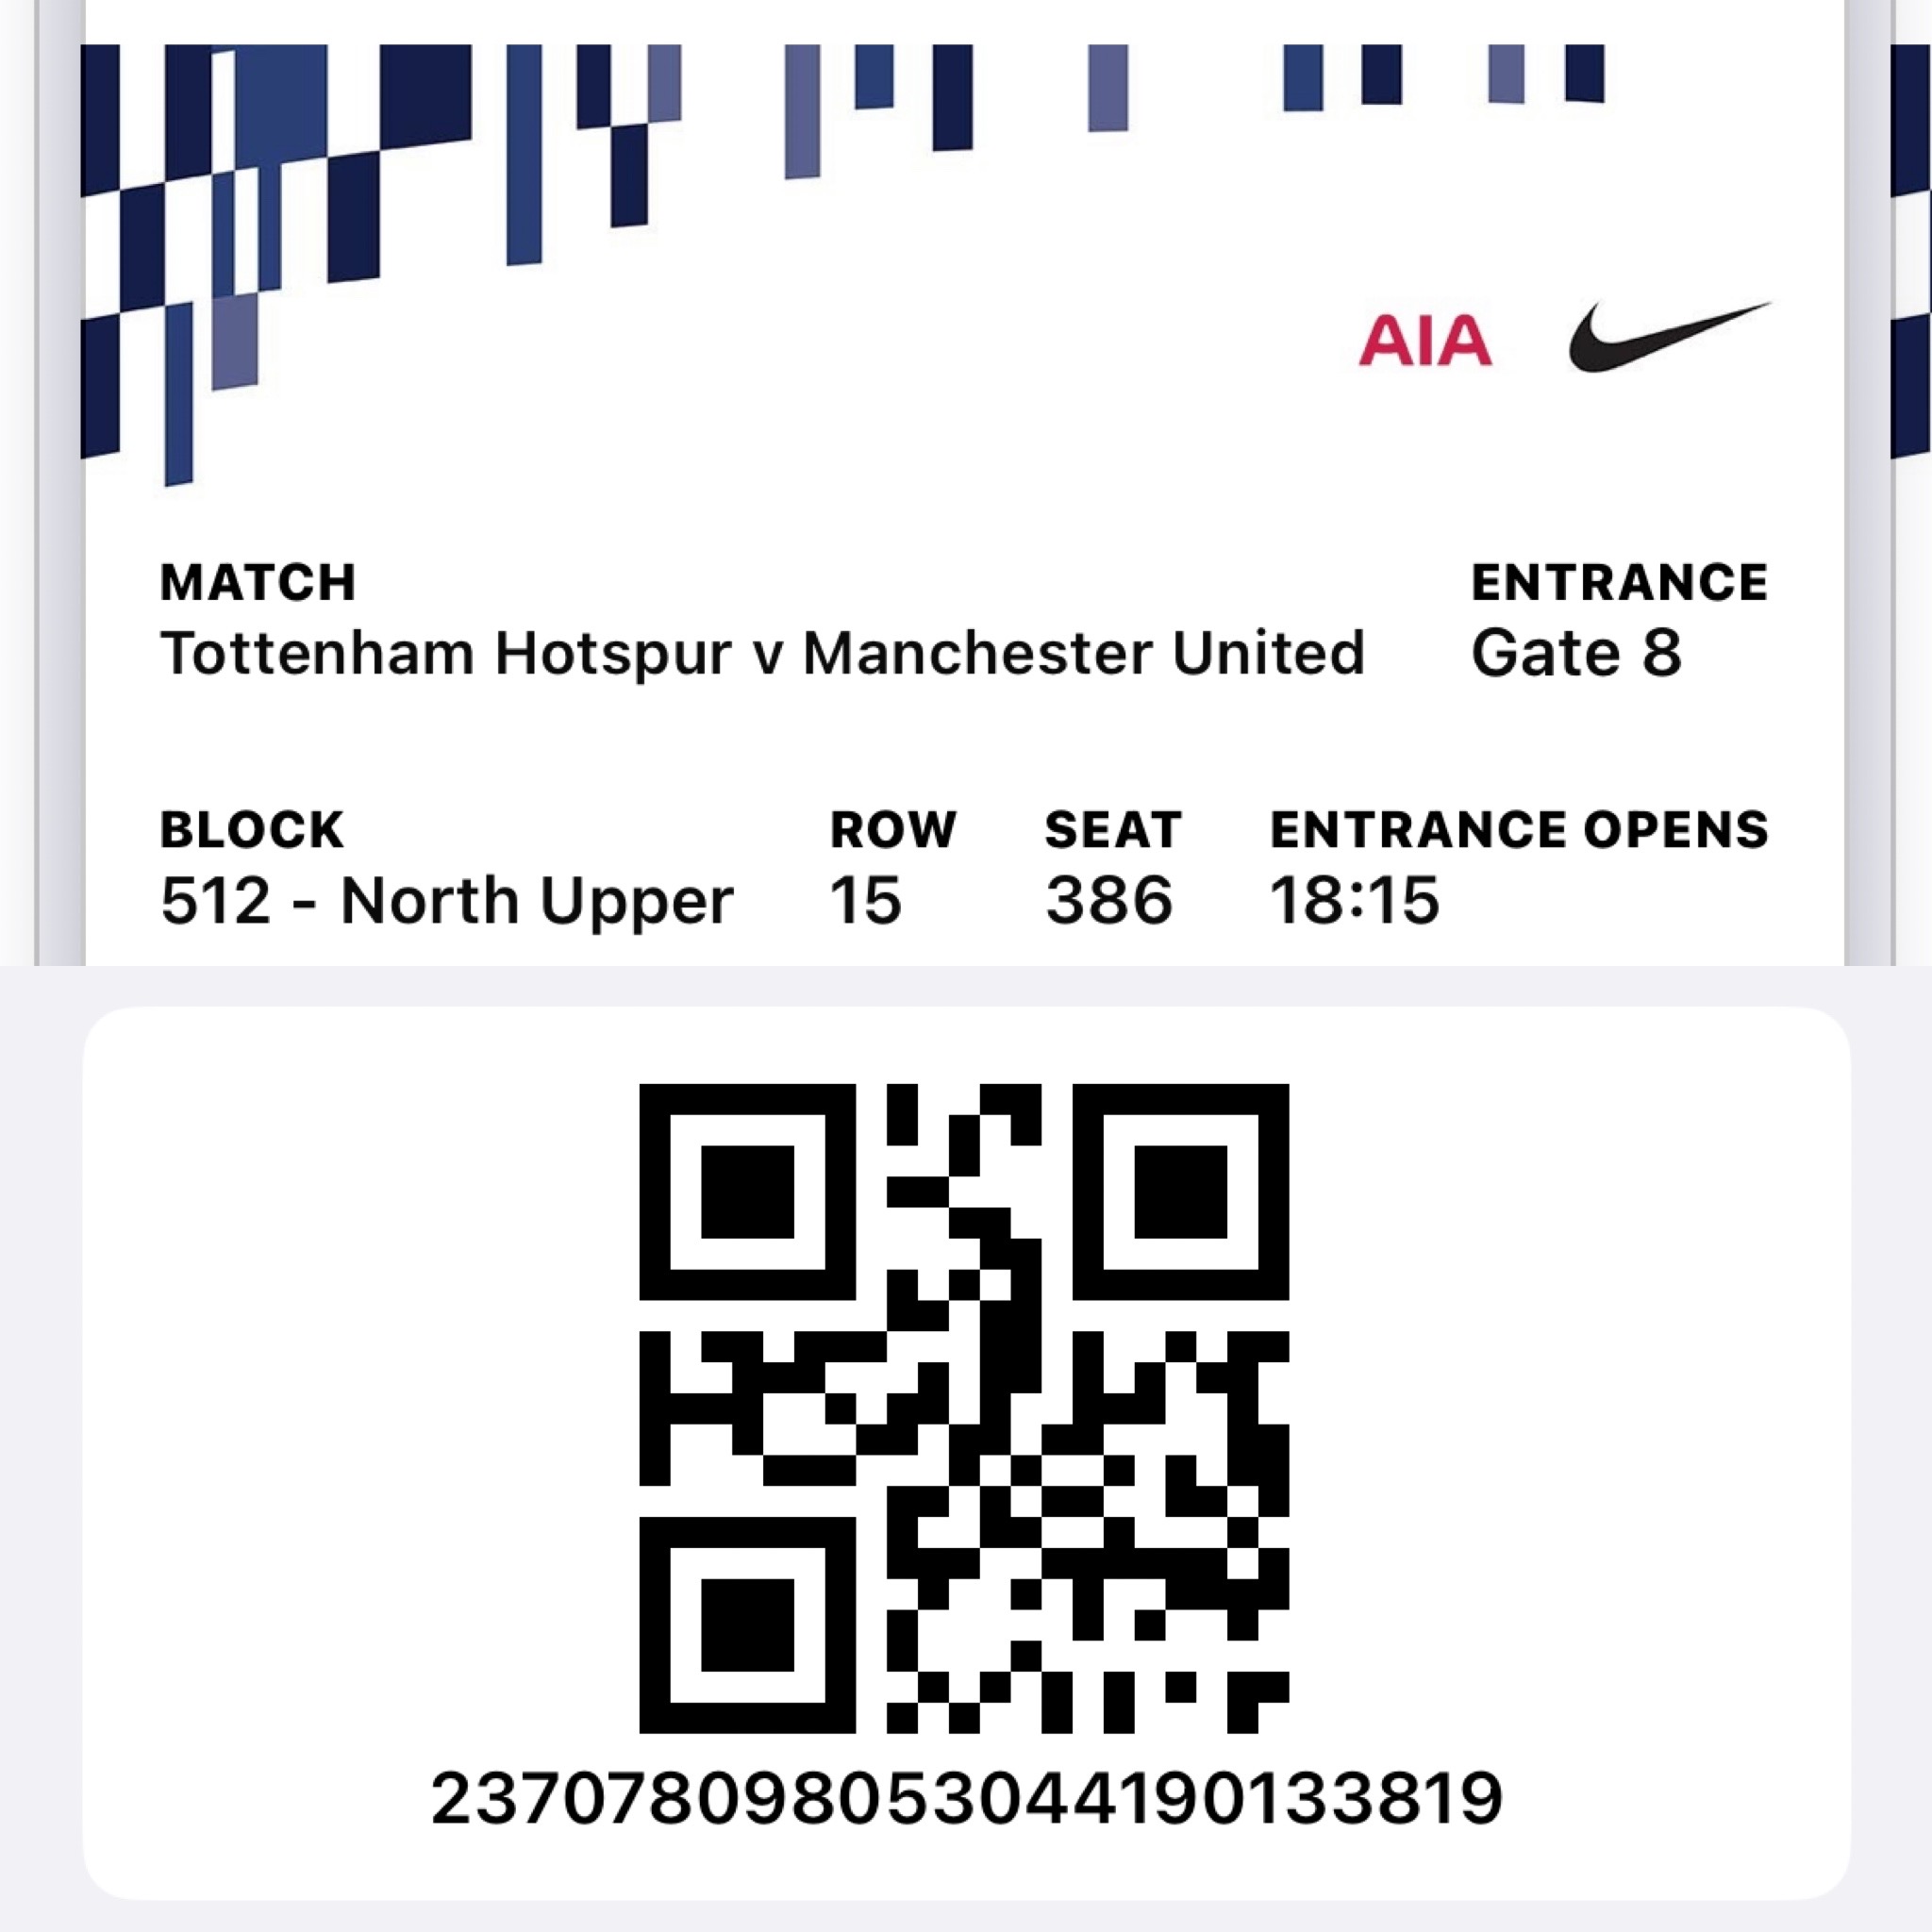 AIA
MATCH
Tottenham Hotspur v Manchester United
ENTRANCE
Gate 8
BLOCK
512 - North Upper
ROW
15
SEAT
386
ENTRANCE OPENS
18:15
237078098053044190133819